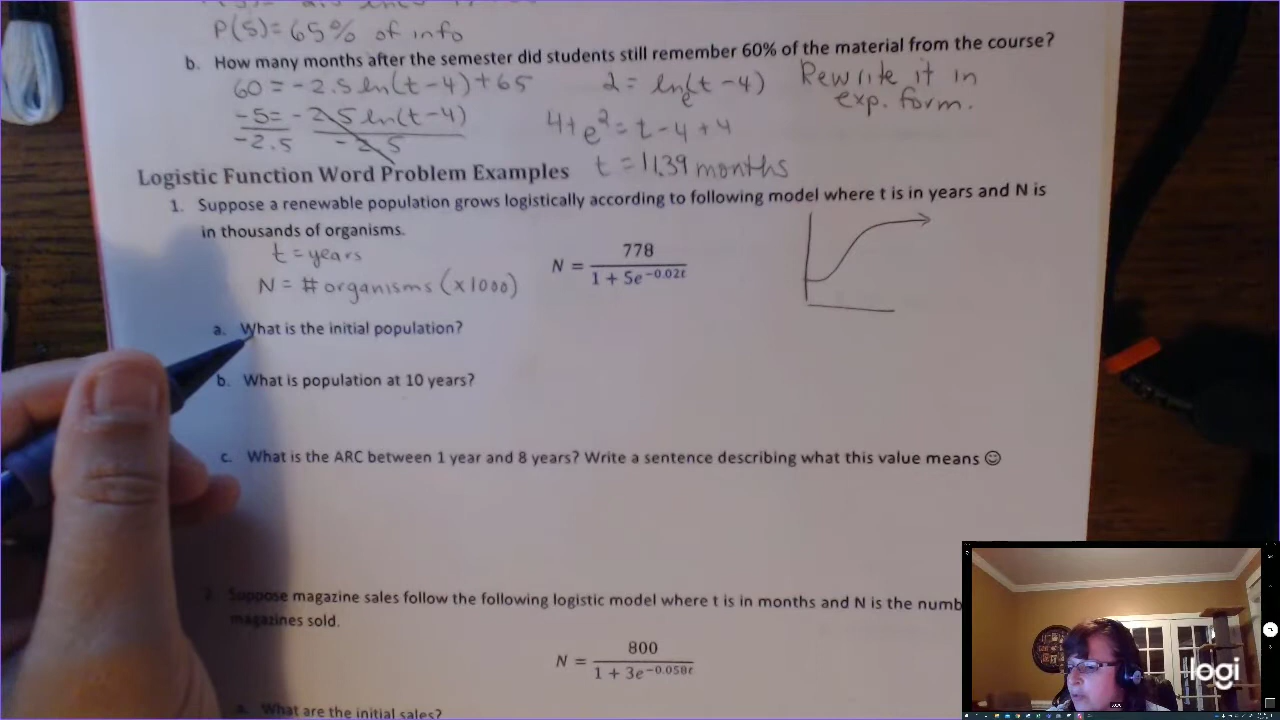 P(5) = 65% of info
b. How many months after the semester did students still remember 60% of the material from the course?
60 = -2.5 ln(t-4) + 65
2 = ln(t-4)
e
Rewrite it in
exp. form.
-5 = -2.5 ln(t-4)
-2.5 -2.5
4+e² = t-4+4
t = 11.39 months
Logistic Function Word Problem Examples
1. Suppose a renewable population grows logistically according to following model where t is in years and N is
in thousands of organisms.
t = years
N = # organisms (x1000)
N = 778 / 1 + 5e^-0.02t
a. What is the initial population?
b. What is population at 10 years?
c. What is the ARC between 1 year and 8 years? Write a sentence describing what this value means ☺
Suppose magazine sales follow the following logistic model where t is in months and N is the numb
magazines sold.
N = 800 / 1 + 3e^-0.058t
a. What are the initial sales?
logi